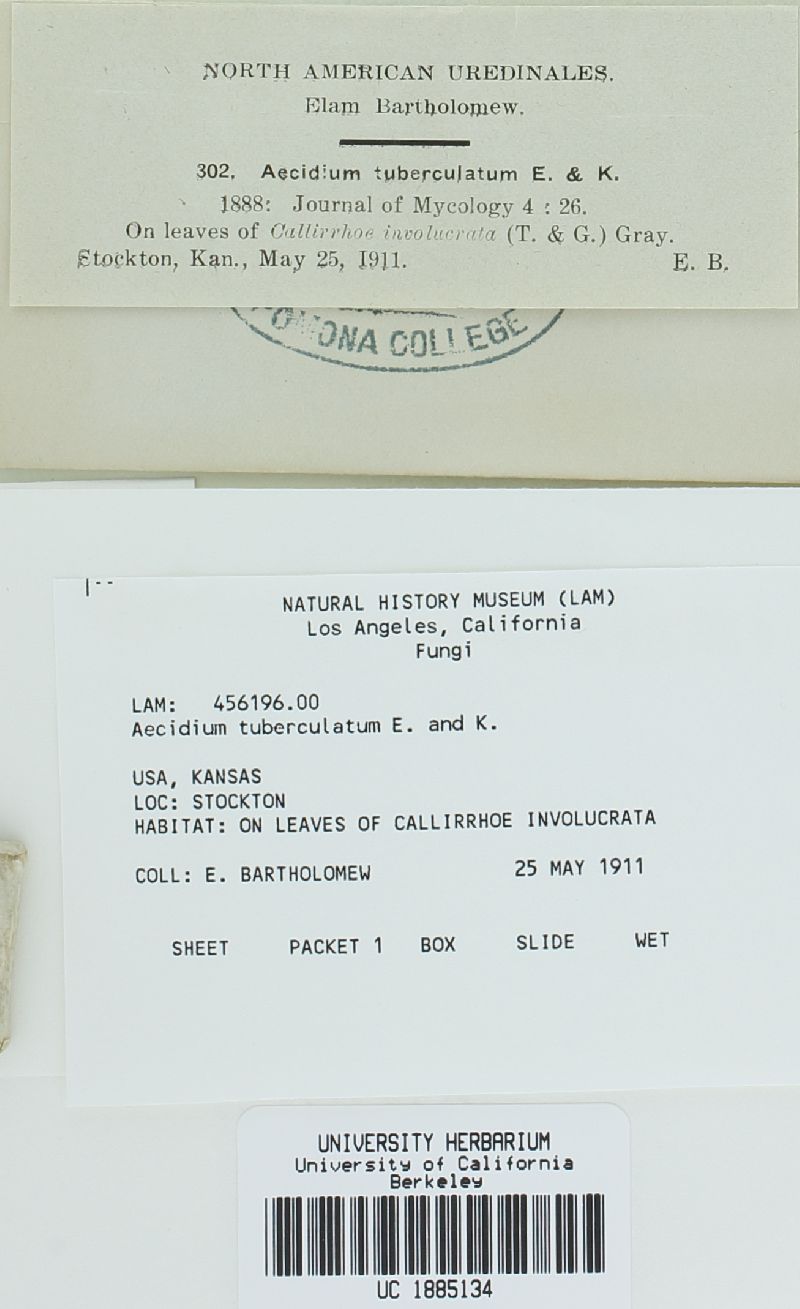 NORTH AMERICAN UREDINALES.
Elam Bartholomew.
302. Aecidium tuberculatum E. & K.
1888: Journal of Mycology 4 : 26.
On leaves of Callirrhoe involucrata (T. & G.) Gray.
Stockton, Kan., May 25, 1911. E. B.
POMONA COLLEGE
NATURAL HISTORY MUSEUM (LAM)
Los Angeles, California
Fungi
LAM: 456196.00
Aecidium tuberculatum E. and K.
USA, KANSAS
LOC: STOCKTON
HABITAT: ON LEAVES OF CALLIRRHOE INVOLUCRATA
COLL: E. BARTHOLOMEW 25 MAY 1911
SHEET PACKET 1 BOX SLIDE WET
UNIVERSITY HERBARIUM
University of California
Berkeley
UC 1885134